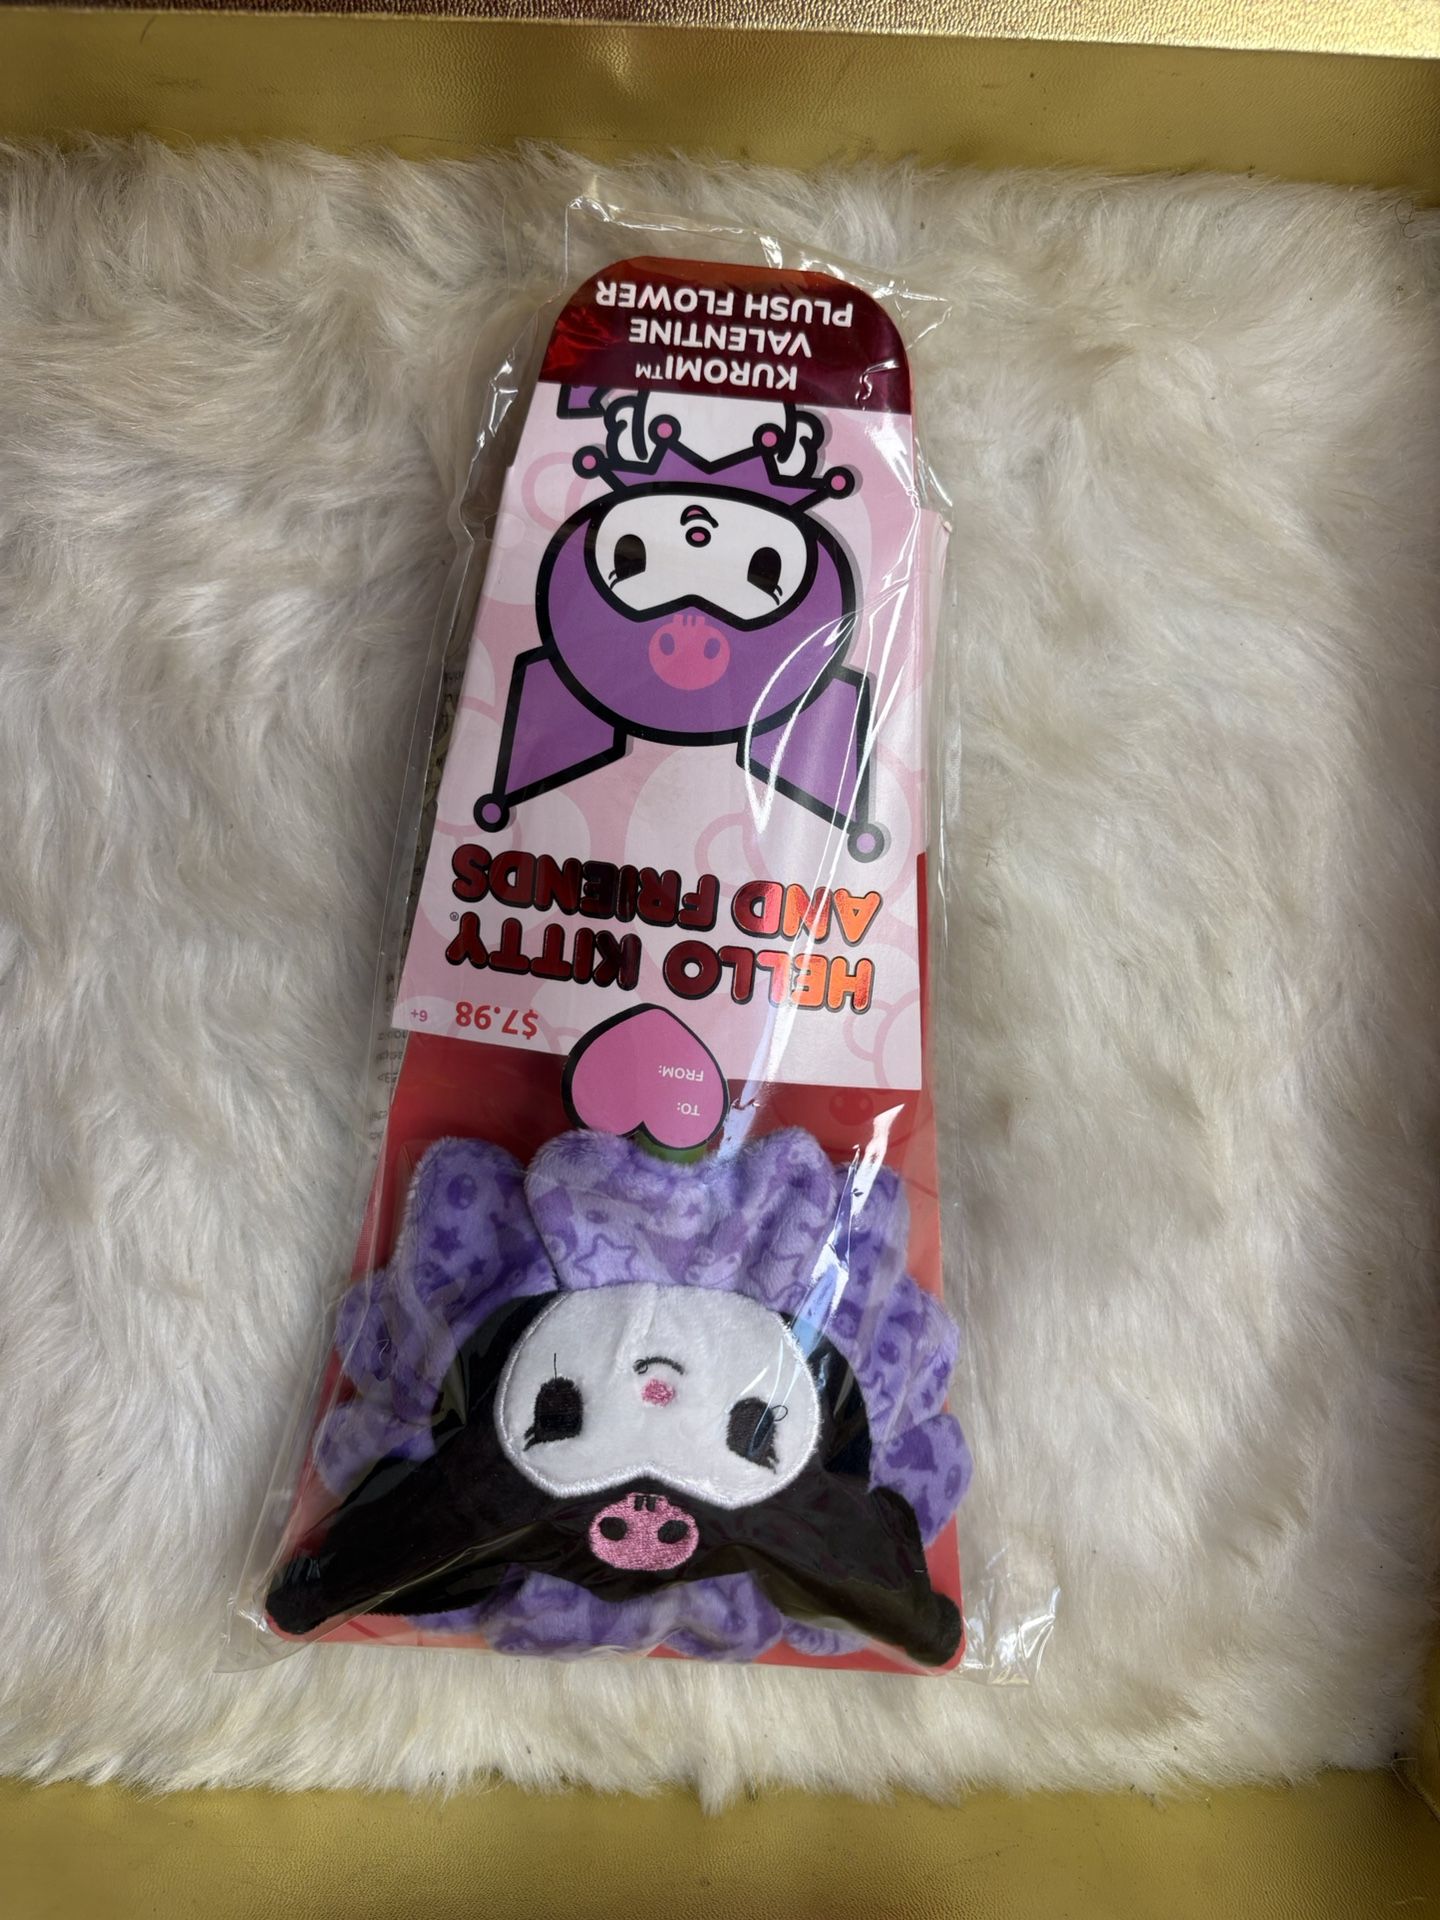 HELLO KITTY®
AND FRIENDS
KUROMI™
VALENTINE
PLUSH FLOWER
$7.98
6+
TO:
FROM: